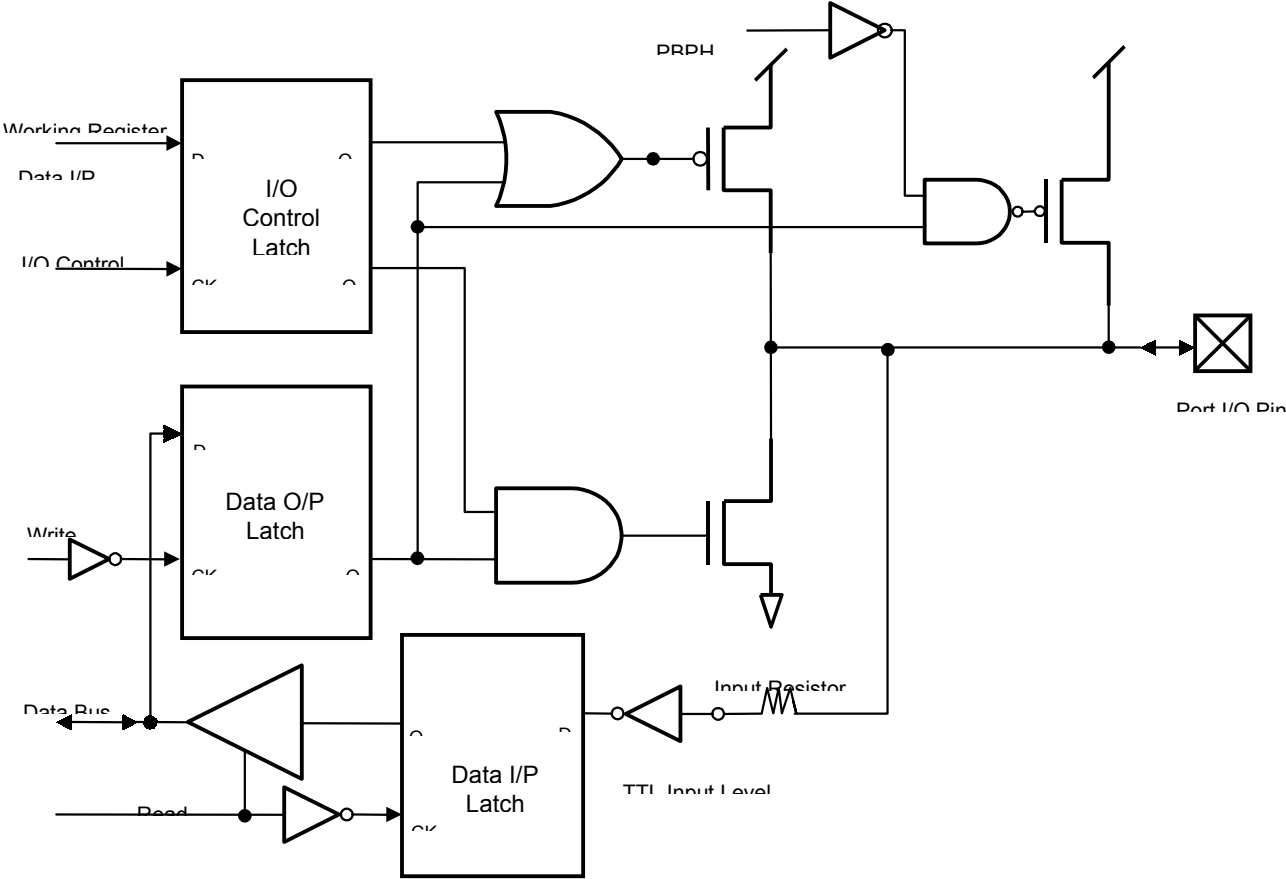 PBPH
Working Register
Data I/P
I/O
Control
Latch
I/O Control
Port I/O Pin
Data O/P
Latch
Write
Data Bus
Input Resistor
Data I/P
Latch
TTL Input Level
Read